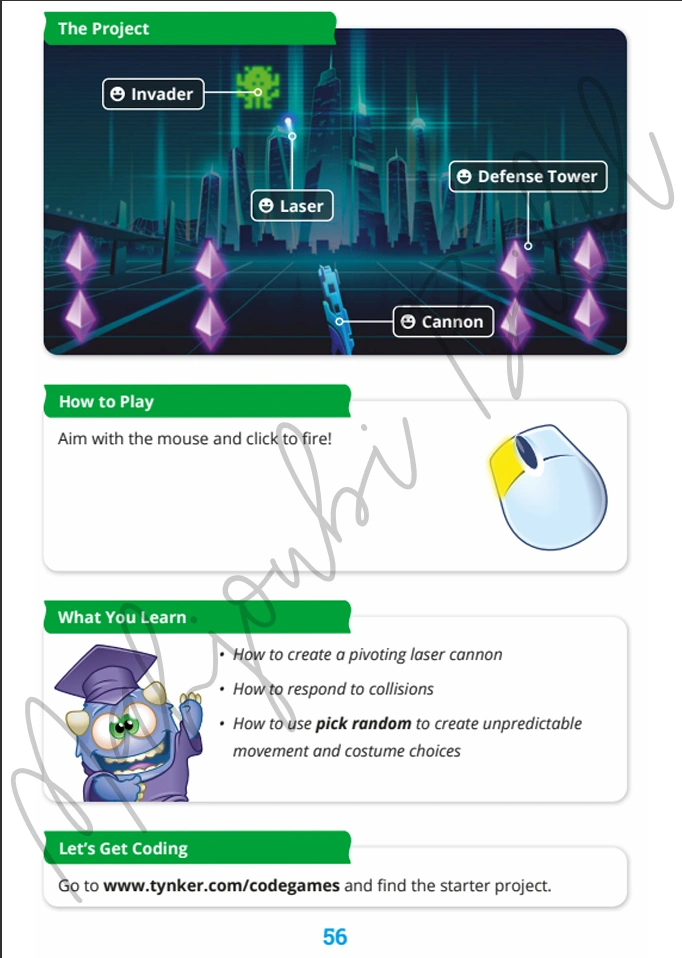 The Project
Invader
Defense Tower
Laser
Cannon
How to Play
Aim with the mouse and click to fire!
What You Learn
• How to create a pivoting laser cannon
• How to respond to collisions
• How to use pick random to create unpredictable
movement and costume choices
Let's Get Coding
Go to www.tynker.com/codegames and find the starter project.
56